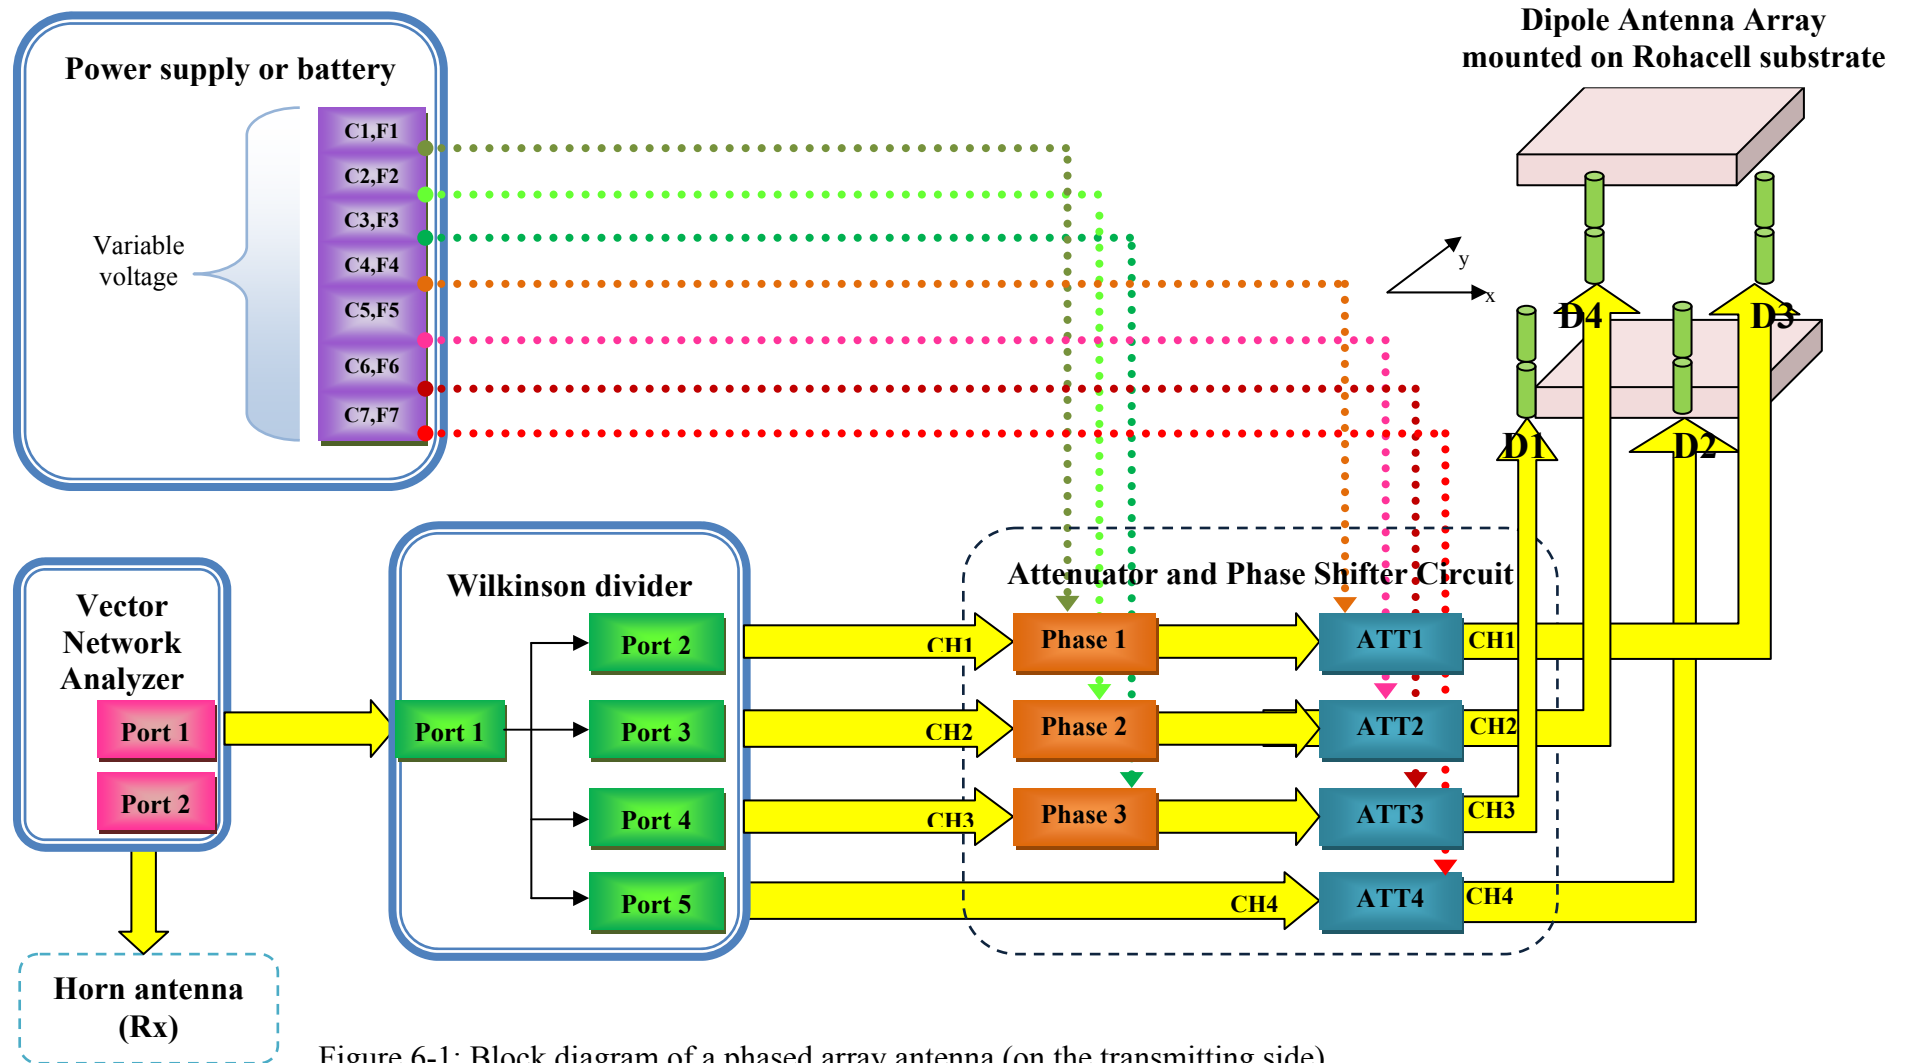 Dipole Antenna Array
mounted on Rohacell substrate
Power supply or battery
C1,F1
C2,F2
C3,F3
C4,F4
C5,F5
C6,F6
C7,F7
Variable
voltage
y
x
D4
D3
D1
D2
Vector
Network
Analyzer
Port 1
Port 2
Wilkinson divider
Port 1
Port 2
Port 3
Port 4
Port 5
Attenuator and Phase Shifter Circuit
CH1
Phase 1
ATT1
CH1
CH2
Phase 2
ATT2
CH2
CH3
Phase 3
ATT3
CH3
CH4
ATT4
CH4
Horn antenna
(Rx)
Figure 6-1: Block diagram of a phased array antenna (on the transmitting side)